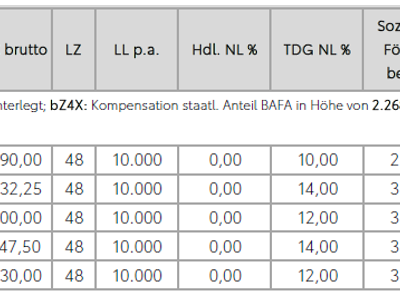 brutto LZ LL p.a. Hdl. NL % TDG NL % Soz
Fö
be
nterlegt; bZ4X: Kompensation staatl. Anteil BAFA in Höhe von 2.26
90,00 48 10.000 0,00 10,00 2
32,25 48 10.000 0,00 14,00 3
00,00 48 10.000 0,00 12,00 3
47,50 48 10.000 0,00 14,00 3
30,00 48 10.000 0,00 12,00 3